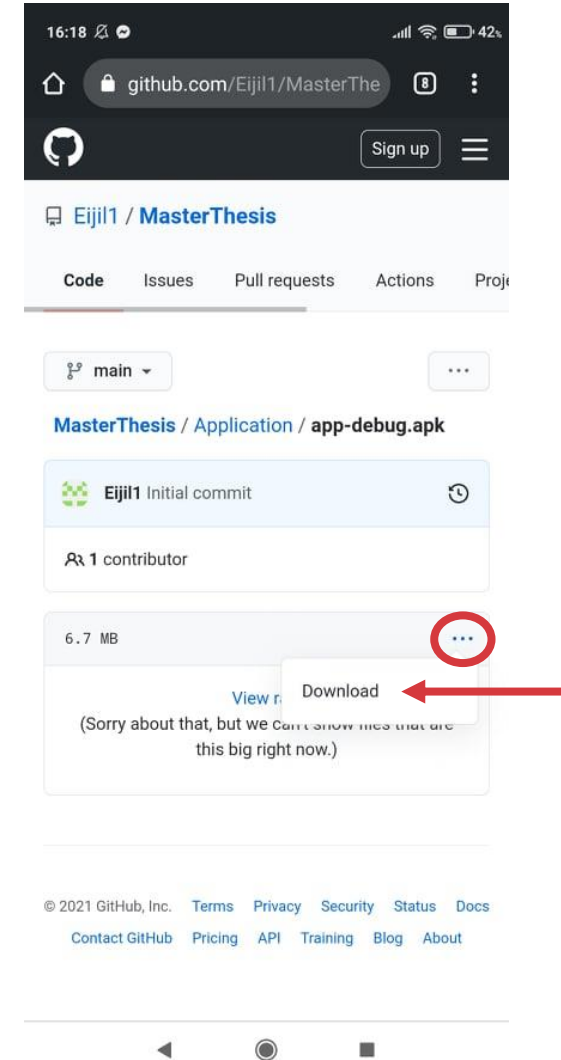 16:18 42%
github.com/Eijil1/MasterThe 8
Sign up
Eijil1 / MasterThesis
Code Issues Pull requests Actions Proje
main
MasterThesis / Application / app-debug.apk
Eijil1 Initial commit
1 contributor
6.7 MB
Download
View r
(Sorry about that, but we can't show files that are
this big right now.)
© 2021 GitHub, Inc. Terms Privacy Security Status Docs
Contact GitHub Pricing API Training Blog About